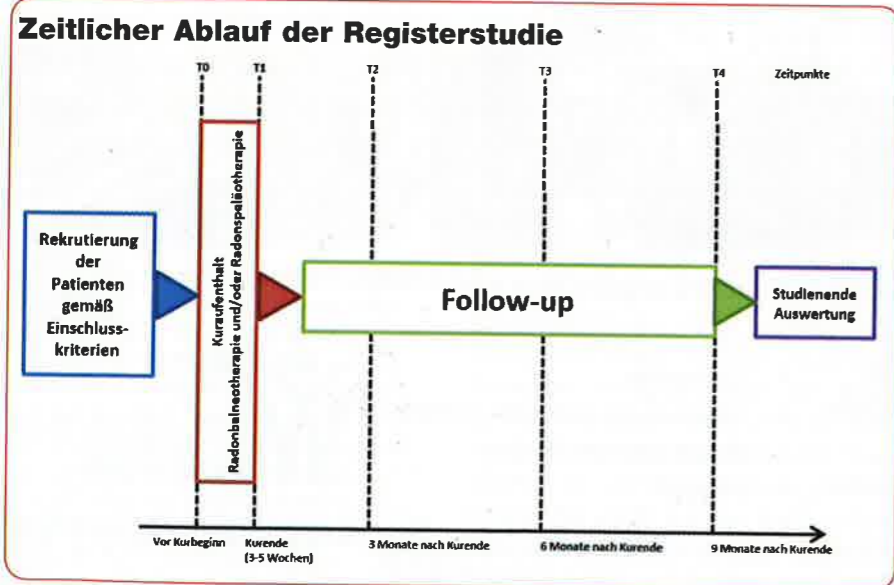 Zeitlicher Ablauf der Registerstudie
T0
T1
T2
T3
T4
Zeitpunkte
Rekrutierung
der
Patienten
gemäß
Einschluss-
kriterien
Kuraufenthalt
Radonbalneotherapie und/oder Radonspeläotherapie
Follow-up
Studienende
Auswertung
Vor Kurbeginn
Kurende
(3-5 Wochen)
3 Monate nach Kurende
6 Monate nach Kurende
9 Monate nach Kurende